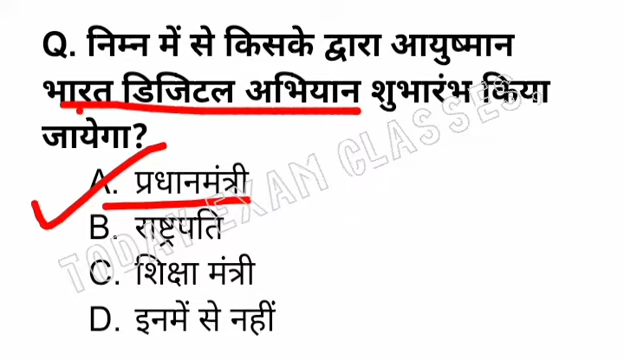 Q. निम्न में से किसके द्वारा आयुष्मान
भारत डिजिटल अभियान शुभारंभ किया
जायेगा?
A. प्रधानमंत्री
B. राष्ट्रपति
C. शिक्षा मंत्री
D. इनमें से नहीं
TODAY EXAM CLASSES